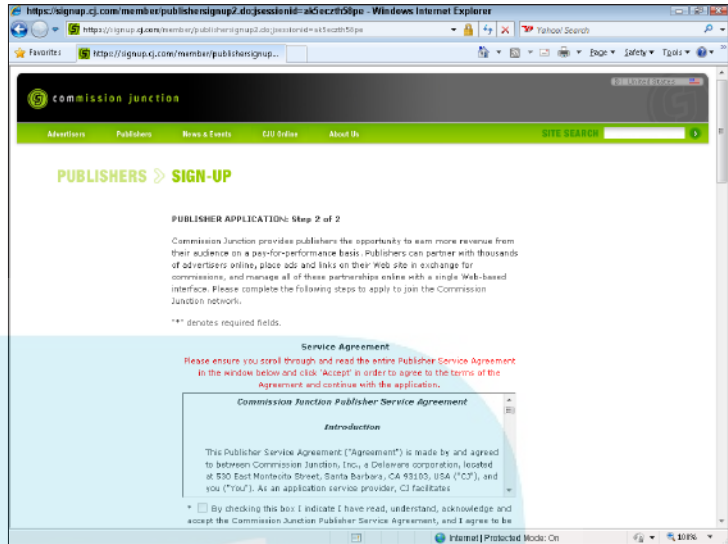 https://signup.cj.com/member/publishersignup2.do;jsessionid=ak5eczth58pe - Windows Internet Explorer
https://signup.cj.com/member/publishersignup2.do;jsessionid=ak5eczth58pe
Yahoo! Search
Favorites
https://signup.cj.com/member/publishersignup...
Page
Safety
Tools
commission junction
United States
Advertisers
Publishers
News & Events
CJU Online
About Us
SITE SEARCH
PUBLISHERS
SIGN-UP
PUBLISHER APPLICATION: Step 2 of 2
Commission Junction provides publishers the opportunity to earn more revenue from
their audience on a pay-for-performance basis. Publishers can partner with thousands
of advertisers online, place ads and links on their Web site in exchange for
commissions, and manage all of these partnerships online with a single Web-based
interface. Please complete the following steps to apply to join the Commission
Junction network.
"*" denotes required fields.
Service Agreement
Please ensure you scroll through and read the entire Publisher Service Agreement
in the window below and click 'Accept' in order to agree to the terms of the
Agreement and continue with the application.
Commission Junction Publisher Service Agreement
Introduction
This Publisher Service Agreement ("Agreement") is made by and agreed
to between Commission Junction, Inc., a Delaware corporation, located
at 530 East Montecito Street, Santa Barbara, CA 93103, USA ("CJ"), and
you ("You"). As an application service provider, CJ facilitates
* By checking this box I indicate I have read, understand, acknowledge and
accept the Commission Junction Publisher Service Agreement, and I agree to be
Internet | Protected Mode: On
101%